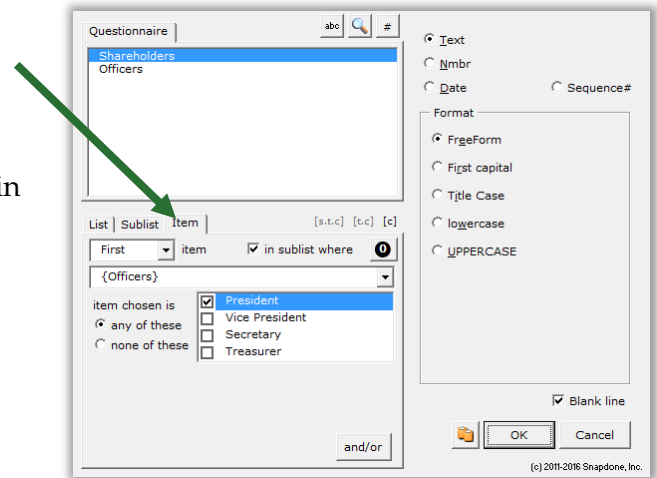 in
Questionnaire
abc
#
Shareholders
Officers
List
Sublist
Item
[s.t.c] [t.c] [c]
First item
in sublist where
0
{Officers}
item chosen is
any of these
none of these
President
Vice President
Secretary
Treasurer
and/or
Text
Nmbr
Date
Sequence#
Format
FreeForm
First capital
Title Case
lowercase
UPPERCASE
Blank line
OK
Cancel
(c) 2011-2016 Snapdone, Inc.